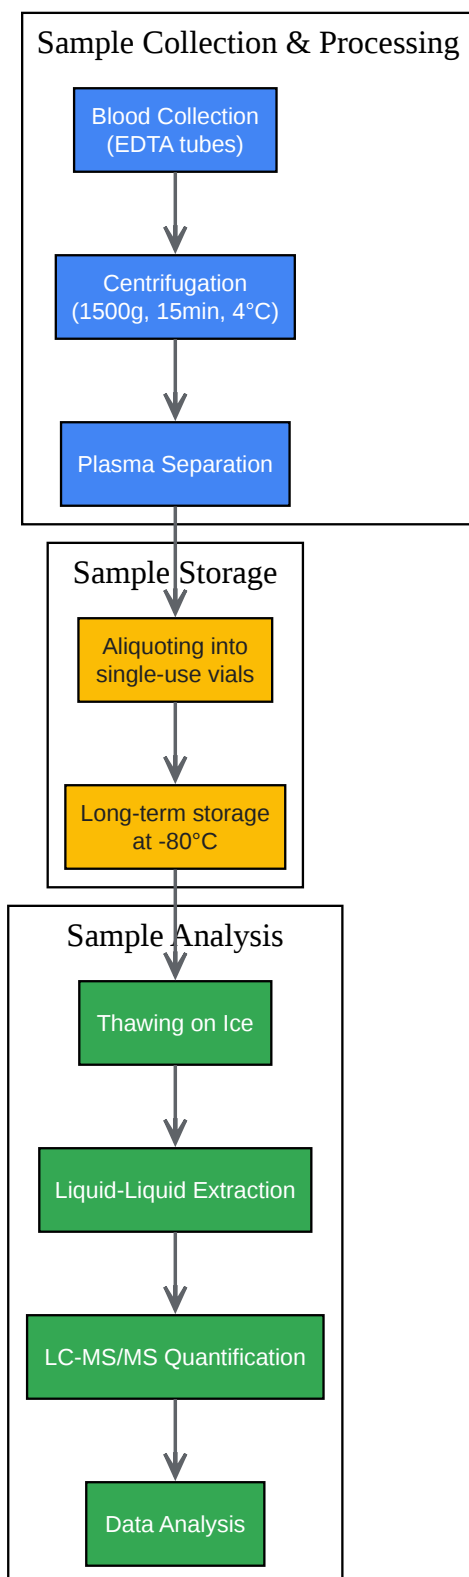 Sample Collection & Processing
Blood Collection
(EDTA tubes)
Centrifugation
(1500g, 15min, 4°C)
Plasma Separation
Sample Storage
Aliquoting into
single-use vials
Long-term storage
at -80°C
Sample Analysis
Thawing on Ice
Liquid-Liquid Extraction
LC-MS/MS Quantification
Data Analysis